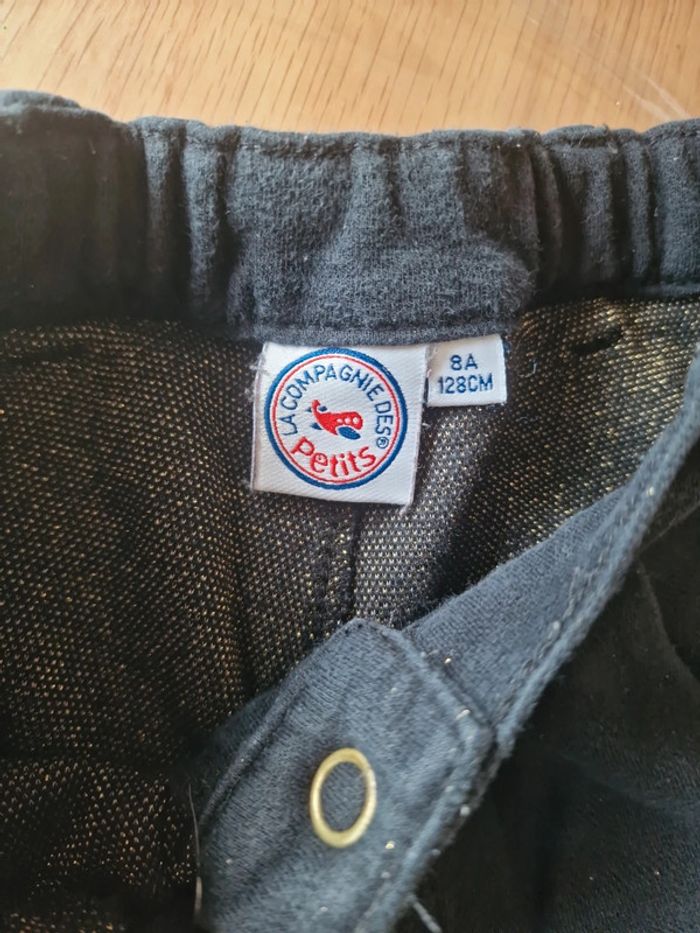 LA COMPAGNIE DES®
Petits
8A
128CM